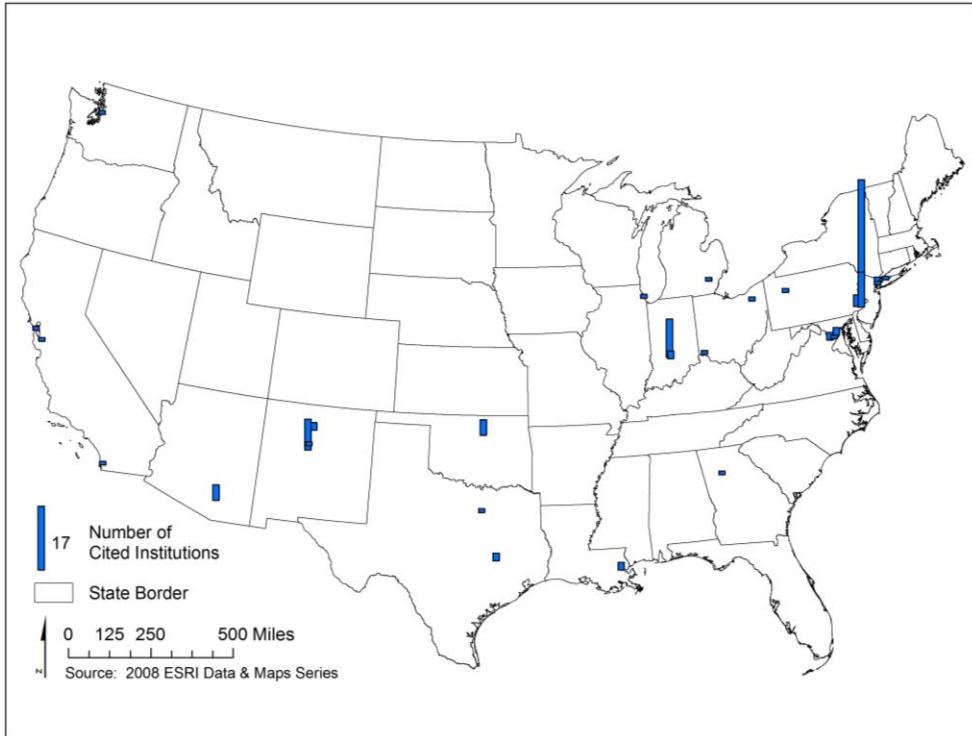 17
Number of
Cited Institutions
State Border
N
0 125 250 500 Miles
Source: 2008 ESRI Data & Maps Series